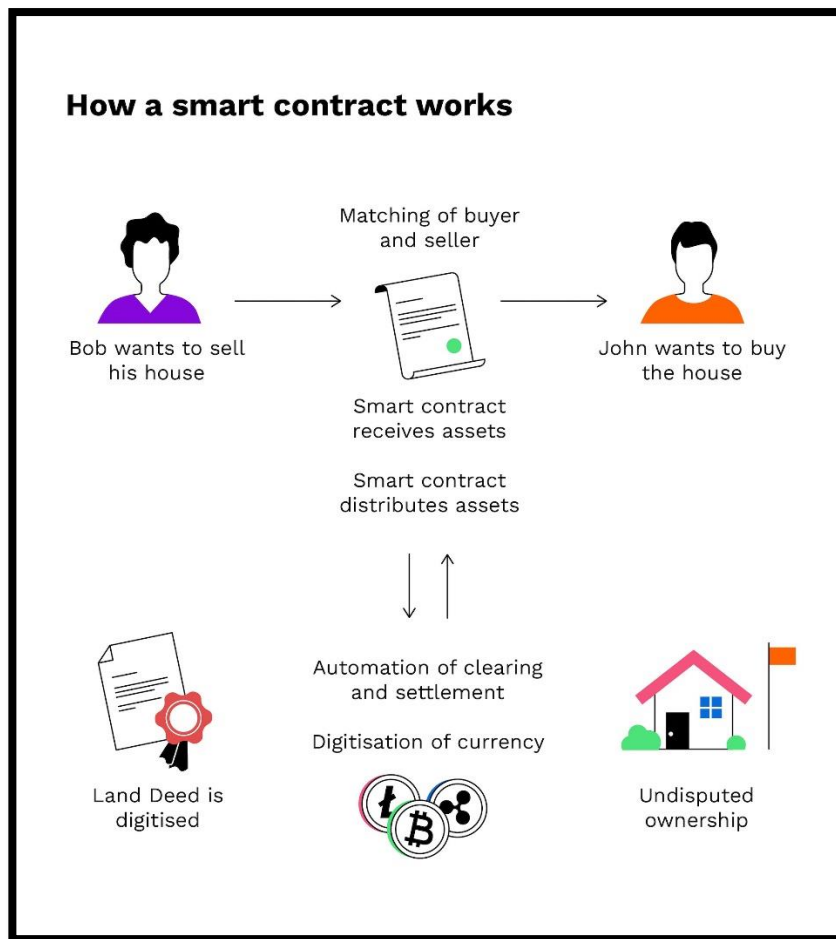 How a smart contract works
Matching of buyer
and seller
Bob wants to sell
his house
John wants to buy
the house
Smart contract
receives assets
Smart contract
distributes assets
Automation of clearing
and settlement
Digitisation of currency
Land Deed is
digitised
Undisputed
ownership